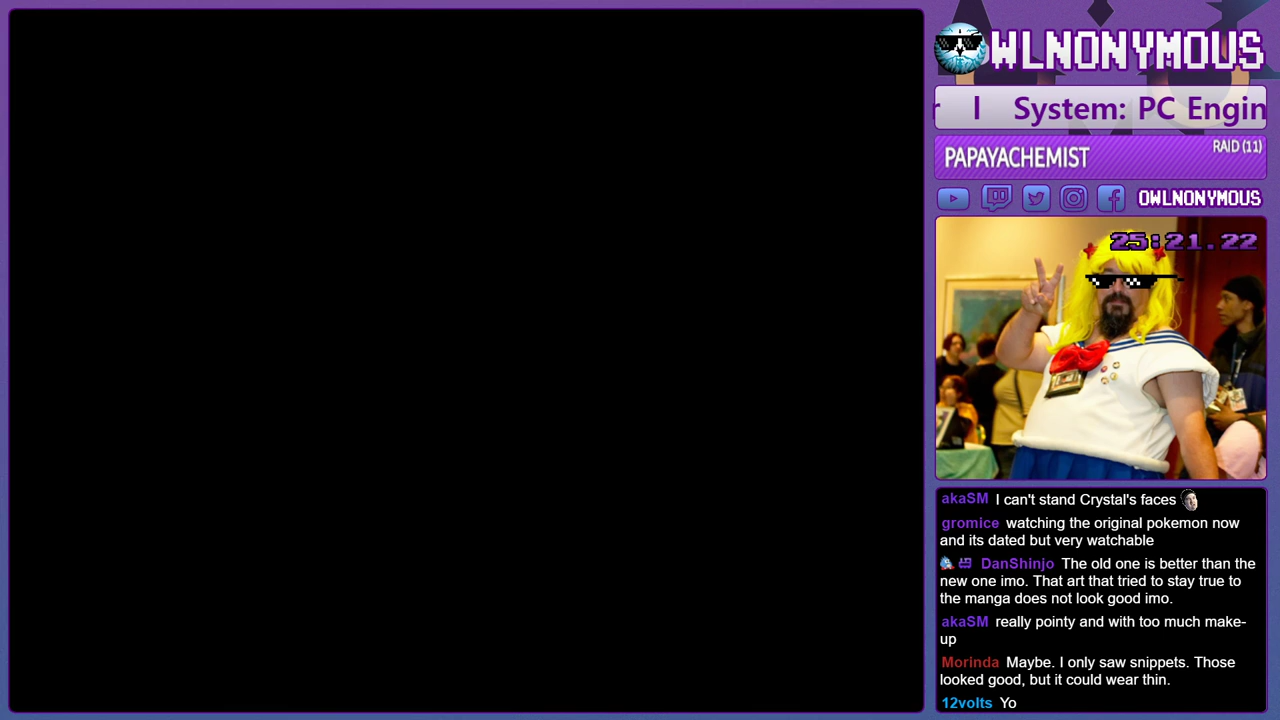 OWLNONYMOUS
r | System: PC Engin
PAPAYACHEMIST RAID (11)
OWLNONYMOUS
25:21.22
akaSM I can't stand Crystal's faces
gromice watching the original pokemon now
and its dated but very watchable
DanShinjo The old one is better than the
new one imo. That art that tried to stay true to
the manga does not look good imo.
akaSM really pointy and with too much make-
up
Morinda Maybe. I only saw snippets. Those
looked good, but it could wear thin.
12volts Yo